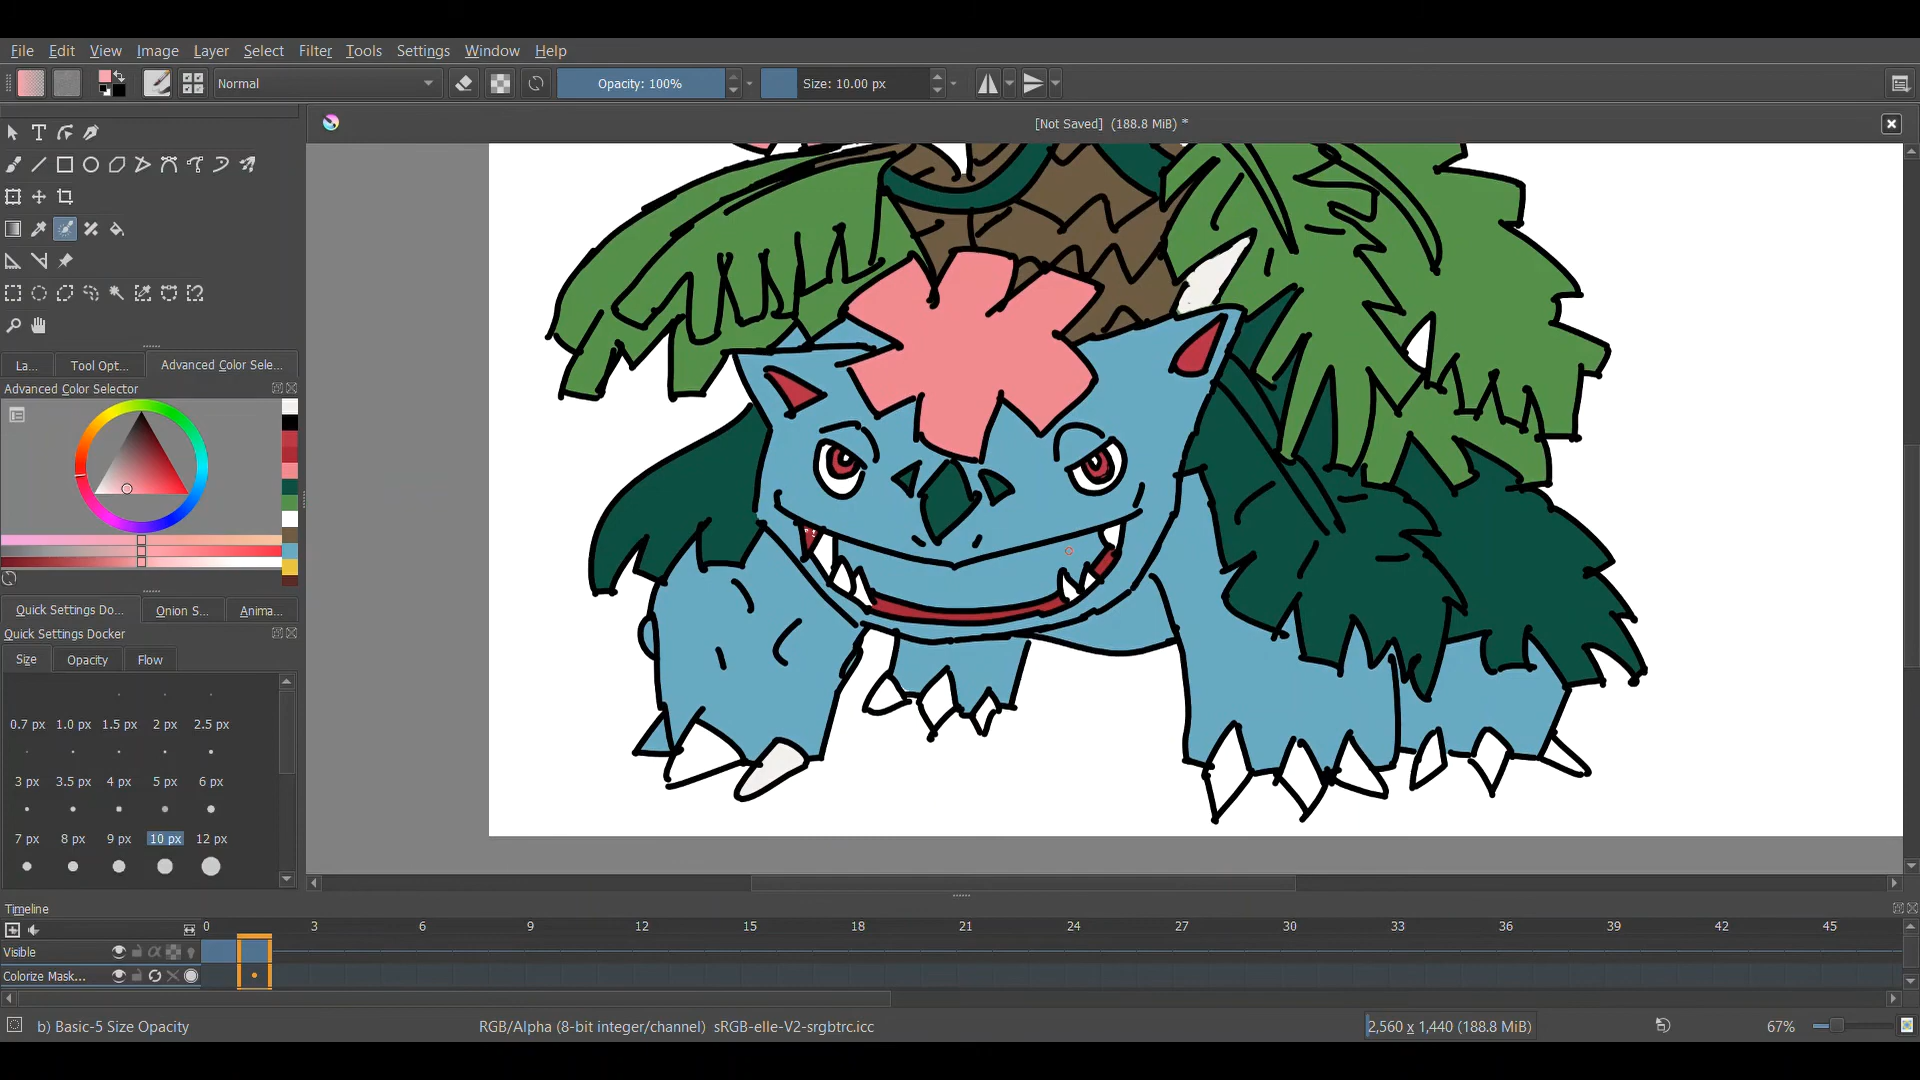 File Edit View Image Layer Select Filter Tools Settings Window Help
Normal Opacity: 100% Size: 10.00 px
[Not Saved] (188.8 MiB) *
La... Tool Opt... Advanced Color Sele...
Advanced Color Selector
Quick Settings Do... Onion S... Anima...
Quick Settings Docker
Size Opacity Flow
0.7 px 1.0 px 1.5 px 2 px 2.5 px
3 px 3.5 px 4 px 5 px 6 px
7 px 8 px 9 px 10 px 12 px
Timeline
0 3 6 9 12 15 18 21 24 27 30 33 36 39 42 45
Visible
Colorize Mask...
b) Basic-5 Size Opacity RGB/Alpha (8-bit integer/channel) sRGB-elle-V2-srgbtrc.icc 2,560 x 1,440 (188.8 MiB) 67%